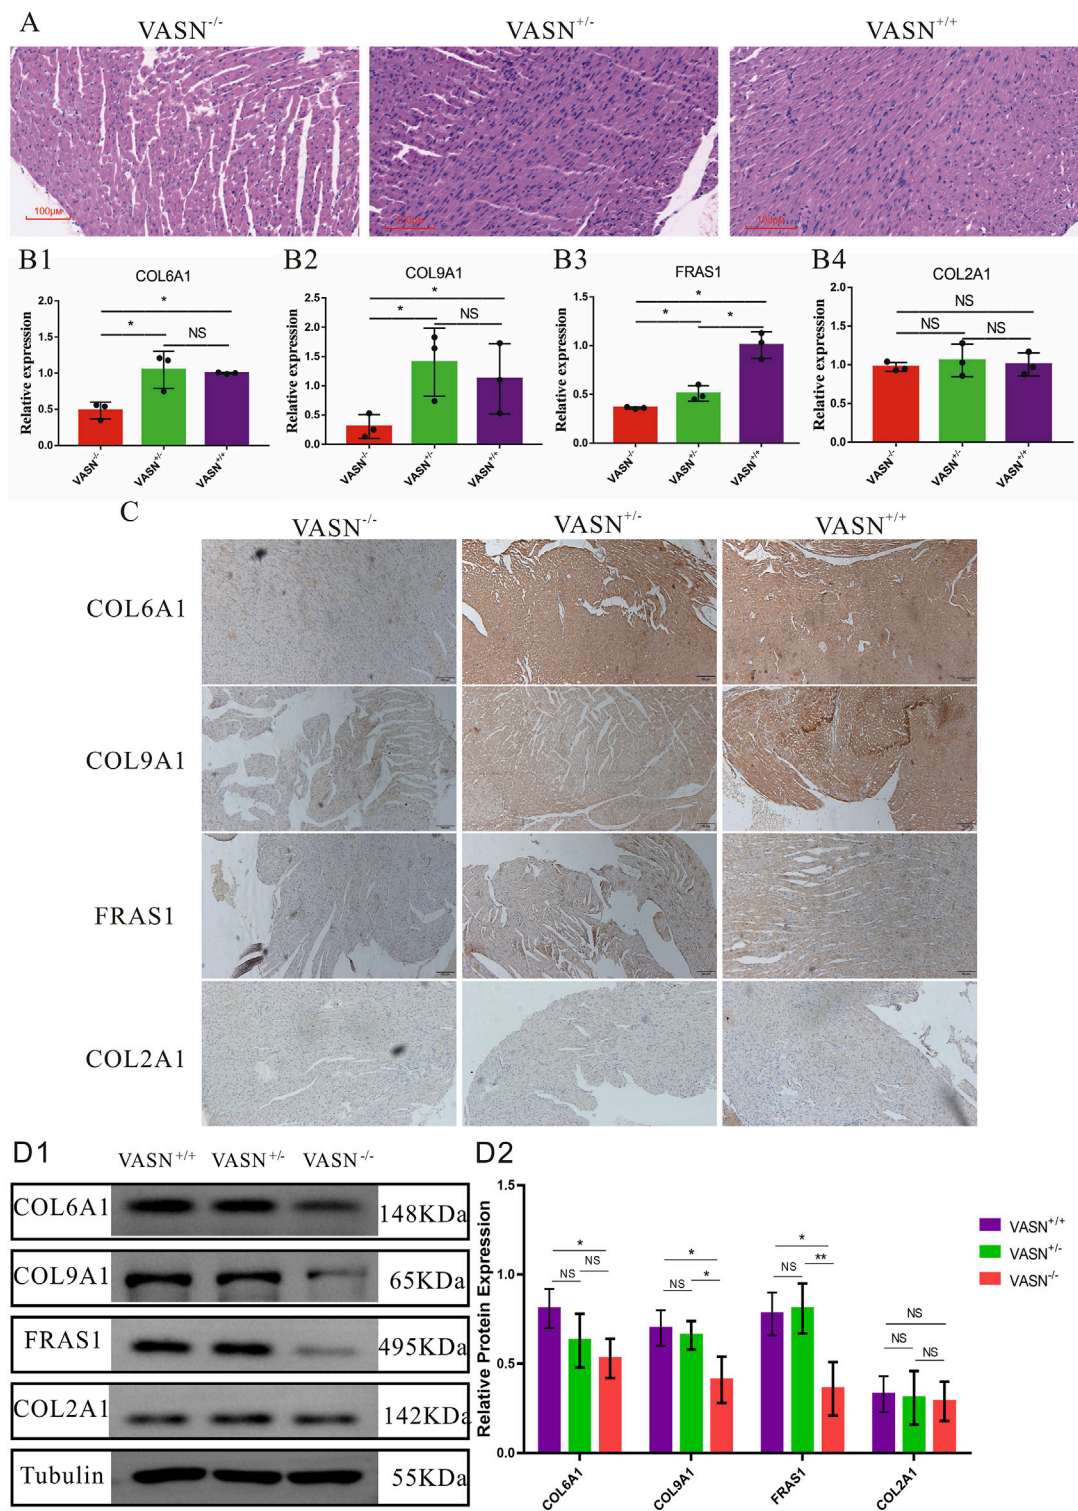 A
VASN-/-
VASN+/-
VASN+/+
100μm
100μm
100μm
B1
COL6A1
Relative expression
2.0
1.5
1.0
0.5
0.0
*
*
NS
VASN-/-
VASN+/-
VASN+/+
B2
COL9A1
Relative expression
2.5
2.0
1.5
1.0
0.5
0.0
*
*
NS
VASN-/-
VASN+/-
VASN+/+
B3
FRAS1
Relative expression
1.5
1.0
0.5
0.0
*
*
*
VASN-/-
VASN+/-
VASN+/+
B4
COL2A1
Relative expression
2.0
1.5
1.0
0.5
0.0
NS
NS
NS
VASN-/-
VASN+/-
VASN+/+
C
VASN-/-
VASN+/-
VASN+/+
COL6A1
COL9A1
FRAS1
COL2A1
D1
VASN+/+
VASN+/-
VASN-/-
COL6A1
148KDa
COL9A1
65KDa
FRAS1
495KDa
COL2A1
142KDa
Tubulin
55KDa
D2
Relative Protein Expression
1.5
1.0
0.5
0.0
*
NS
NS
*
NS
*
*
NS
**
NS
NS
NS
COL6A1
COL9A1
FRAS1
COL2A1
VASN+/+
VASN+/-
VASN-/-